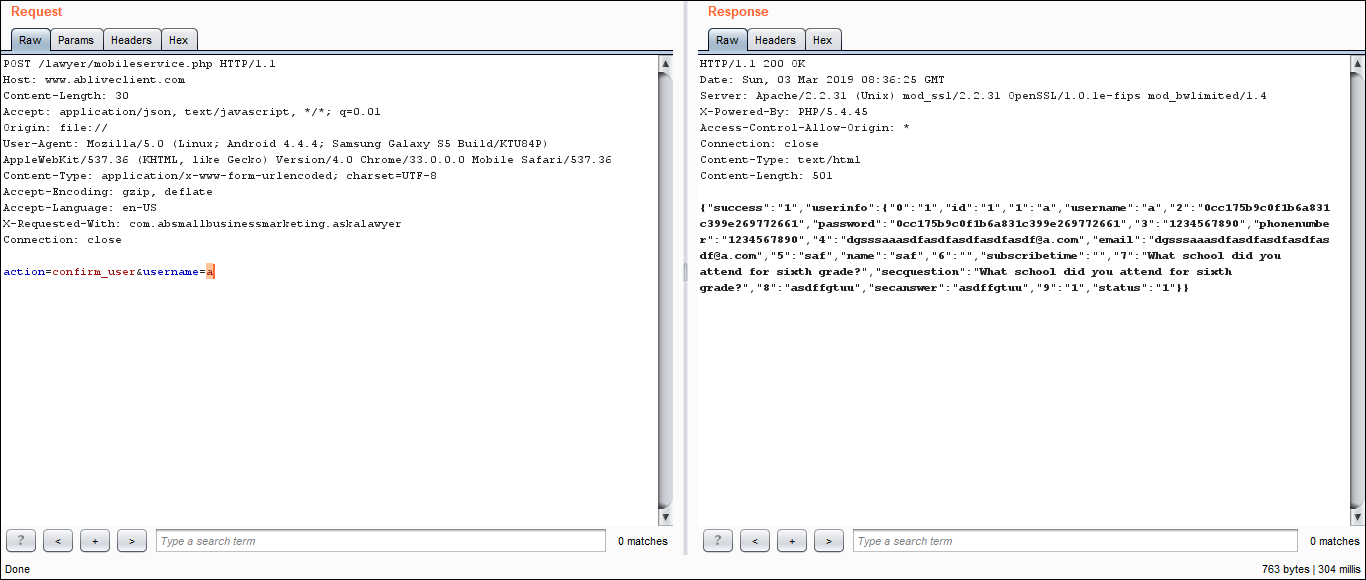 Request
Raw Params Headers Hex
POST /lawyer/mobileservice.php HTTP/1.1
Host: www.abliveclient.com
Content-Length: 30
Accept: application/json, text/javascript, */*; q=0.01
Origin: file://
User-Agent: Mozilla/5.0 (Linux; Android 4.4.4; Samsung Galaxy S5 Build/KTU84P)
AppleWebKit/537.36 (KHTML, like Gecko) Version/4.0 Chrome/33.0.0.0 Mobile Safari/537.36
Content-Type: application/x-www-form-urlencoded; charset=UTF-8
Accept-Encoding: gzip, deflate
Accept-Language: en-US
X-Requested-With: com.absmallbusinessmarketing.askalawyer
Connection: close
action=confirm_user&username=a
? < + > Type a search term 0 matches
Response
Raw Headers Hex
HTTP/1.1 200 OK
Date: Sun, 03 Mar 2019 08:36:25 GMT
Server: Apache/2.2.31 (Unix) mod_ssl/2.2.31 OpenSSL/1.0.1e-fips mod_bwlimited/1.4
X-Powered-By: PHP/5.4.45
Access-Control-Allow-Origin: *
Connection: close
Content-Type: text/html
Content-Length: 501
{"success":"1","userinfo":{"0":"1","id":"1","1":"a","username":"a","2":"0cc175b9c0f1b6a831
c399e269772661","password":"0cc175b9c0f1b6a831c399e269772661","3":"1234567890","phonenumbe
r":"1234567890","4":"dgsssaaasdfasdfasdfasdfasdf@a.com","email":"dgsssaaasdfasdfasdfasdfas
df@a.com","5":"saf","name":"saf","6":"","subscribetime":"","7":"What school did you
attend for sixth grade?","secquestion":"What school did you attend for sixth
grade?","8":"asdffgtuu","secanswer":"asdffgtuu","9":"1","status":"1"}}
? < + > Type a search term 0 matches
Done
763 bytes | 304 millis